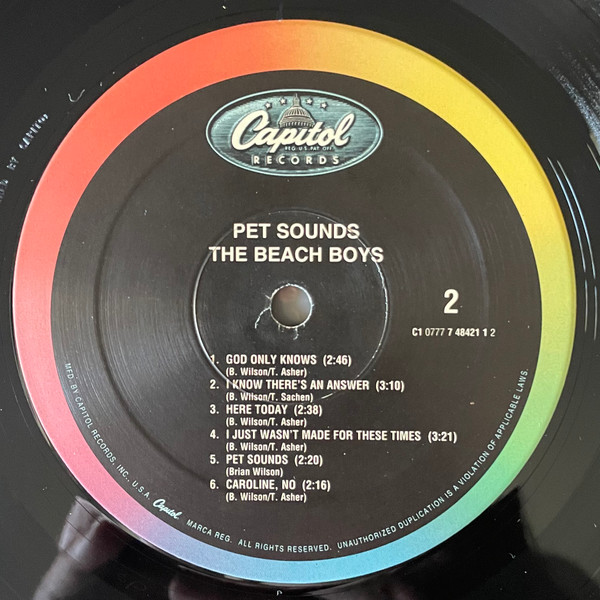 Capitol
REG. U.S. PAT. OFF.
RECORDS
PET SOUNDS
THE BEACH BOYS
2
C1 0777 7 48421 1 2
1. GOD ONLY KNOWS (2:46)
(B. Wilson/T. Asher)
2. I KNOW THERE'S AN ANSWER (3:10)
(B. Wilson/T. Sachen)
3. HERE TODAY (2:38)
(B. Wilson/T. Asher)
4. I JUST WASN'T MADE FOR THESE TIMES (3:21)
(B. Wilson/T. Asher)
5. PET SOUNDS (2:20)
(Brian Wilson)
6. CAROLINE, NO (2:16)
(B. Wilson/T. Asher)
MFD. BY CAPITOL RECORDS, INC., U.S.A. Capitol MARCA REG. ALL RIGHTS RESERVED. UNAUTHORIZED DUPLICATION IS A VIOLATION OF APPLICABLE LAWS.